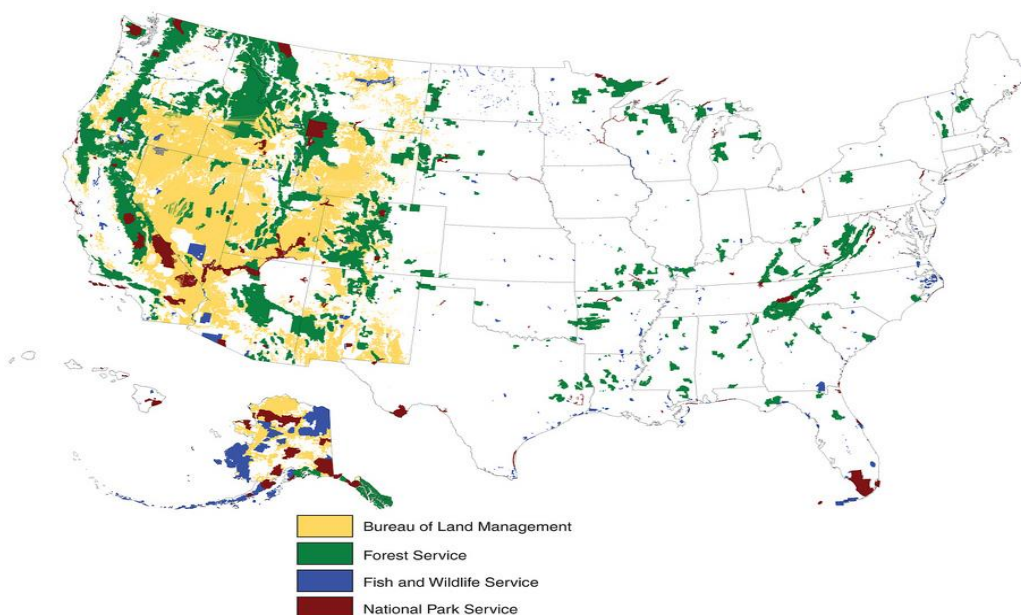 Bureau of Land Management
Forest Service
Fish and Wildlife Service
National Park Service